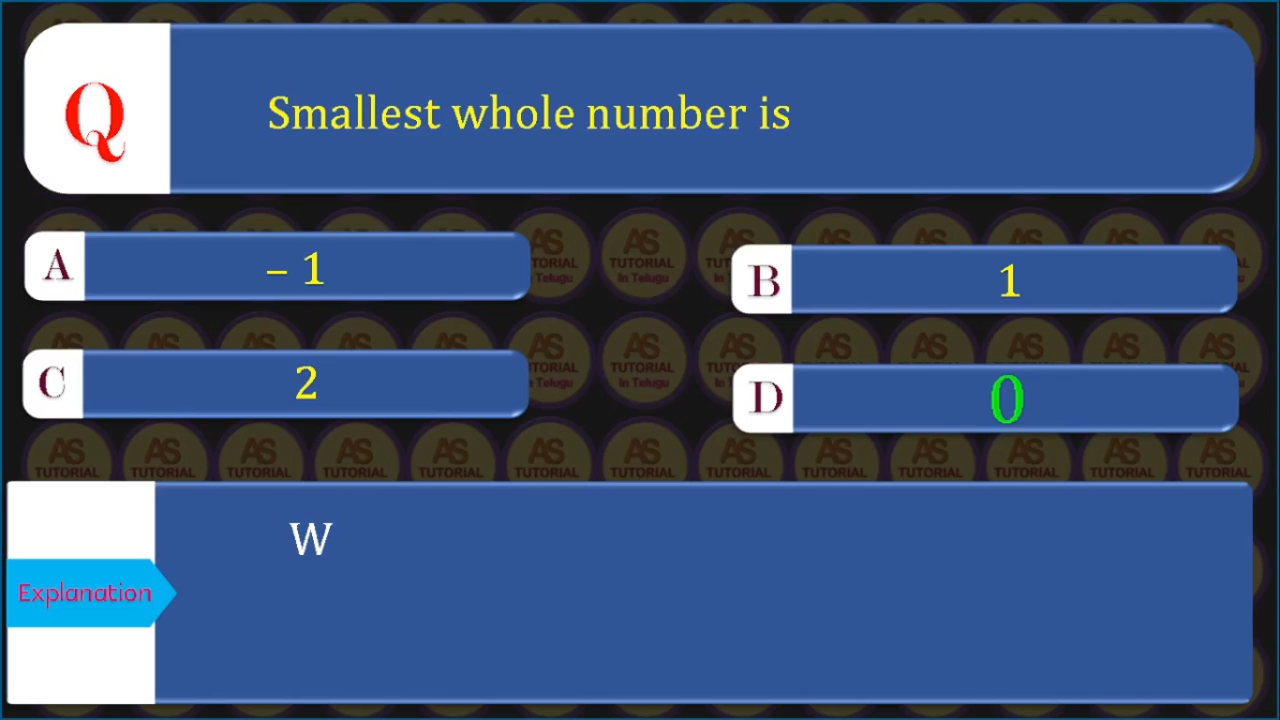 Q
Smallest whole number is
A
– 1
B
1
C
2
D
0
Explanation
W
AS
TUTORIAL
In Telugu